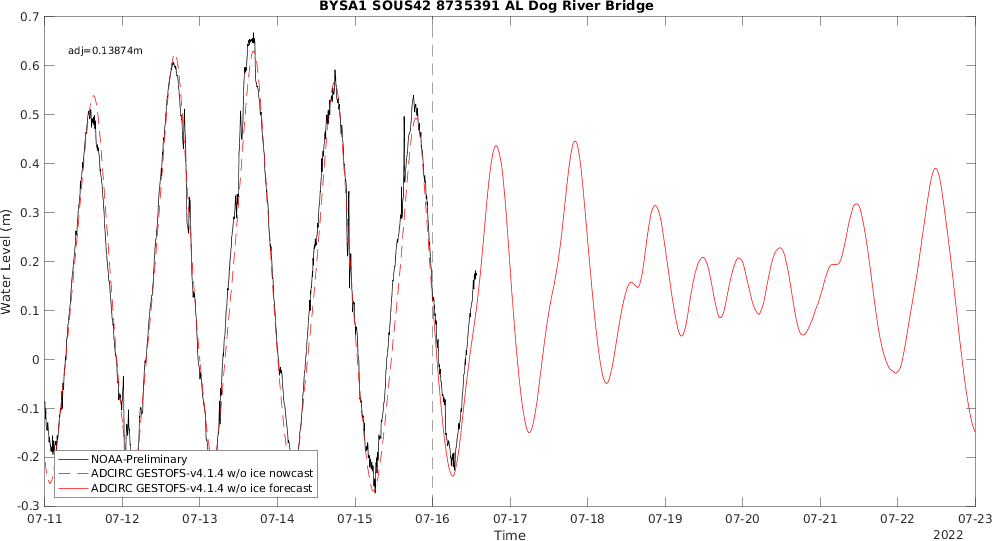 BYSA1 SOUS42 8735391 AL Dog River Bridge
adj=0.13874m
Water Level (m)
0.7
0.6
0.5
0.4
0.3
0.2
0.1
0
-0.1
-0.2
-0.3
NOAA-Preliminary
ADCIRC GESTOFS-v4.1.4 w/o ice nowcast
ADCIRC GESTOFS-v4.1.4 w/o ice forecast
07-11 07-12 07-13 07-14 07-15 07-16 07-17 07-18 07-19 07-20 07-21 07-22 07-23
Time
2022